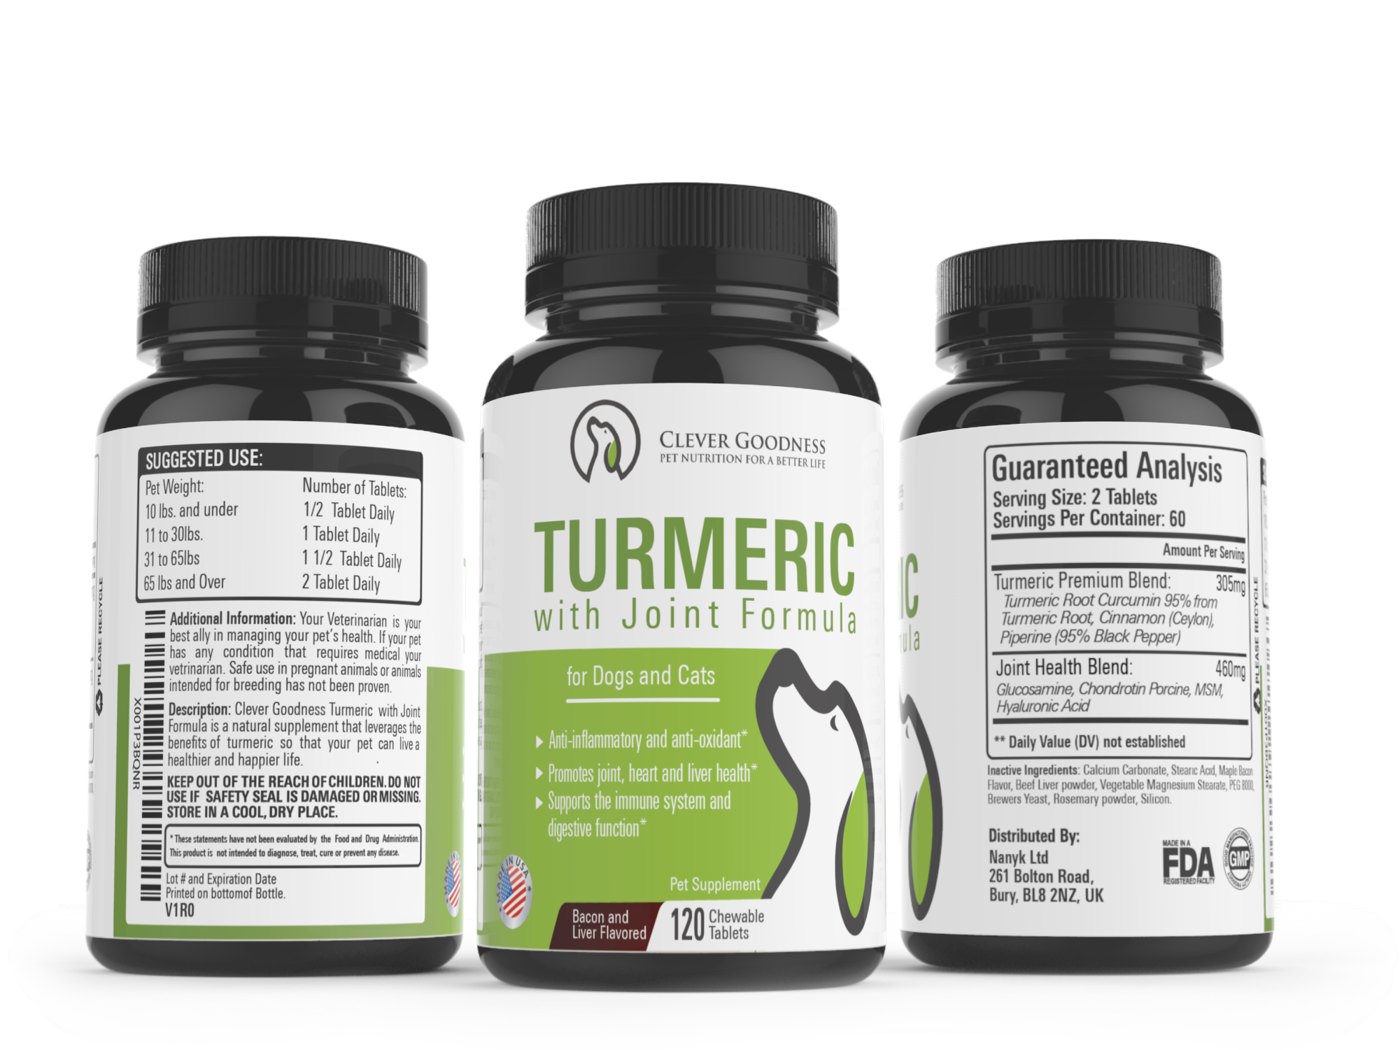 SUGGESTED USE:
Pet Weight: Number of Tablets:
10 lbs. and under 1/2 Tablet Daily
11 to 30lbs. 1 Tablet Daily
31 to 65lbs 1 1/2 Tablet Daily
65 lbs and Over 2 Tablet Daily
Additional Information: Your Veterinarian is your
best ally in managing your pet's health. If your pet
has any condition that requires medical your
vetrinarian. Safe use in pregnant animals or animals
intended for breeding has not been proven.
Description: Clever Goodness Turmeric with Joint
Formula is a natural supplement that leverages the
benefits of turmeric so that your pet can live a
healthier and happier life.
KEEP OUT OF THE REACH OF CHILDREN. DO NOT
USE IF SAFETY SEAL IS DAMAGED OR MISSING.
STORE IN A COOL, DRY PLACE.
* These statements have not been evaluated by the Food and Drug Administration.
This product is not intended to diagnose, treat, cure or prevent any disease.
Lot # and Expiration Date
Printed on bottomof Bottle.
V1R0
X001P3BQNR
PLEASE RECYCLE
CLEVER GOODNESS
PET NUTRITION FOR A BETTER LIFE
TURMERIC
with Joint Formula
for Dogs and Cats
Anti-inflammatory and anti-oxidant*
Promotes joint, heart and liver health*
Supports the immune system and
digestive function*
MADE IN USA
Pet Supplement
Bacon and
Liver Flavored
120 Chewable
Tablets
Guaranteed Analysis
Serving Size: 2 Tablets
Servings Per Container: 60
Amount Per Serving
Turmeric Premium Blend: 305mg
Turmeric Root Curcumin 95% from
Turmeric Root, Cinnamon (Ceylon),
Piperine (95% Black Pepper)
Joint Health Blend: 460mg
Glucosamine, Chondrotin Porcine, MSM,
Hyaluronic Acid
** Daily Value (DV) not established
Inactive Ingredients: Calcium Carbonate, Stearic Acid, Maple Bacon
Flavor, Beef Liver powder, Vegetable Magnesium Stearate, PEG 8000,
Brewers Yeast, Rosemary powder, Silicon.
Distributed By:
Nanyk Ltd
261 Bolton Road,
Bury, BL8 2NZ, UK
MADE IN A
FDA
REGISTERED FACILITY
GMP
PLEASE RECYCLE
IC
ula